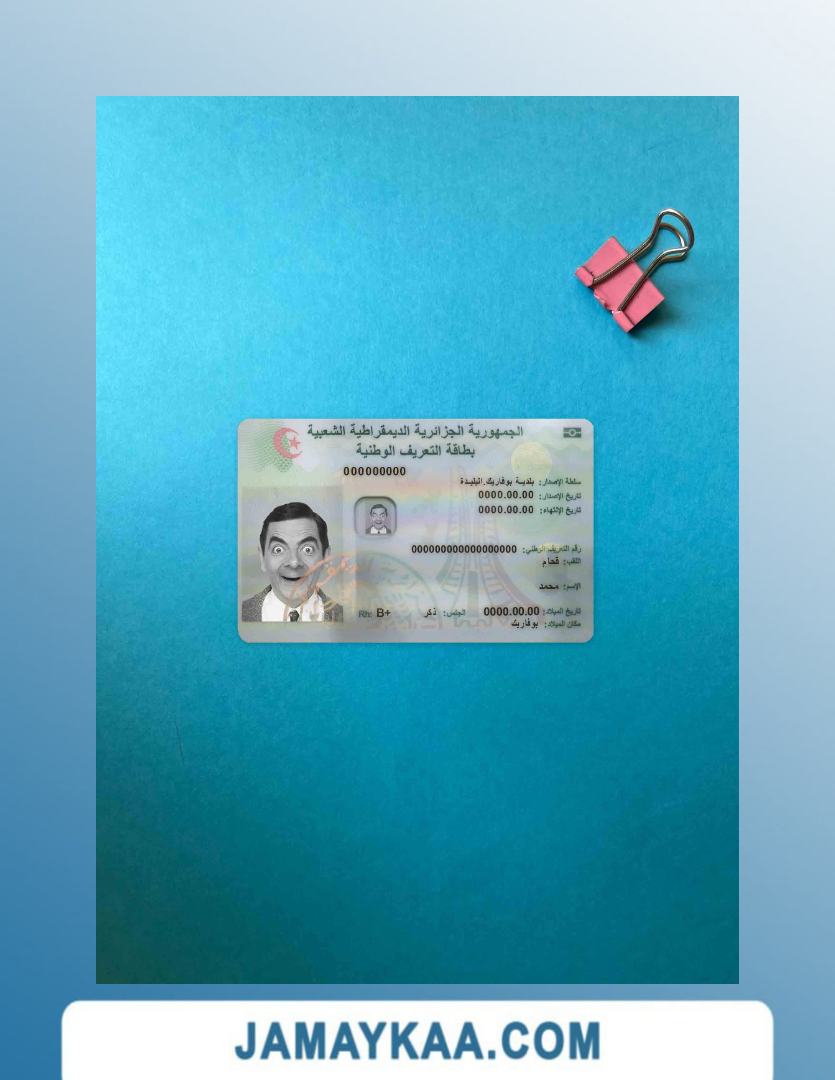 الجمهورية الجزائرية الديمقراطية الشعبية
بطاقة التعريف الوطنية
000000000
سلطة الإصدار: بلدية بوفاريك.البليدة
تاريخ الإصدار: 0000.00.00
تاريخ الإنتهاء: 0000.00.00
رقم التعريف الوطني: 000000000000000000
اللقب: قحام
الإسم: محمد
تاريخ الميلاد: 0000.00.00 الجنس: ذكر Rh: B+
مكان الميلاد: بوفاريك
JAMAYKAA.COM